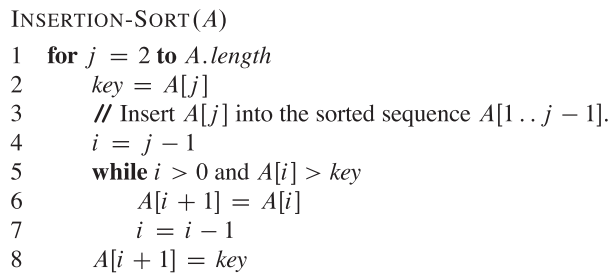 INSERTION-SORT(A)
1 for j = 2 to A.length
2 key = A[j]
3 // Insert A[j] into the sorted sequence A[1 . . j − 1].
4 i = j − 1
5 while i > 0 and A[i] > key
6 A[i + 1] = A[i]
7 i = i − 1
8 A[i + 1] = key